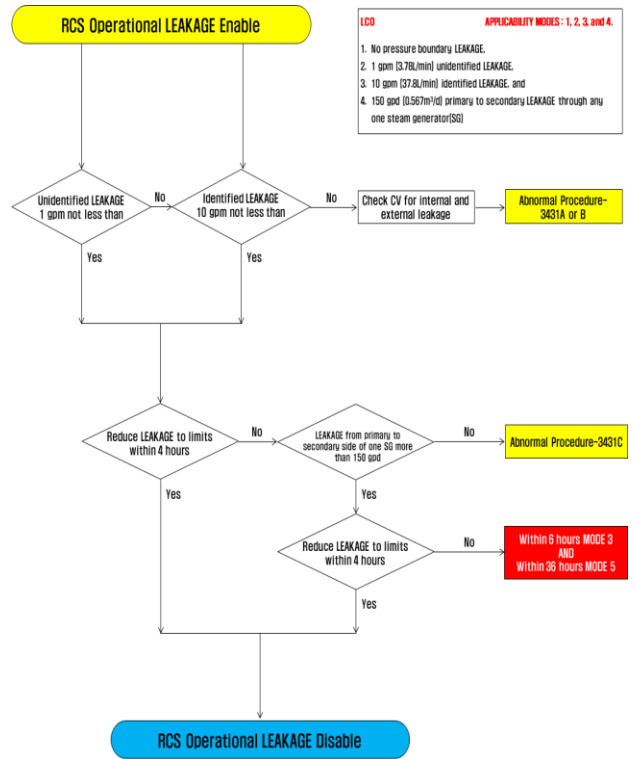 RCS Operational LEAKAGE Enable
LCO APPLICABILITY MODES : 1, 2, 3, and 4.
1. No pressure boundary LEAKAGE,
2. 1 gpm (3.78L/min) unidentified LEAKAGE,
3. 10 gpm (37.8L/min) identified LEAKAGE, and
4. 150 gpd (0.567m³/d) primary to secondary LEAKAGE through any
one steam generator(SG)
Unidentified LEAKAGE
1 gpm not less than
No
Identified LEAKAGE
10 gpm not less than
No
Check CV for internal and
external leakage
Abnormal Procedure-
3431A or B
Yes
Yes
Reduce LEAKAGE to limits
within 4 hours
No
LEAKAGE from primary to
secondary side of one SG more
than 150 gpd
No
Abnormal Procedure-3431C
Yes
Yes
Reduce LEAKAGE to limits
within 4 hours
No
Within 6 hours MODE 3
AND
Within 36 hours MODE 5
Yes
RCS Operational LEAKAGE Disable